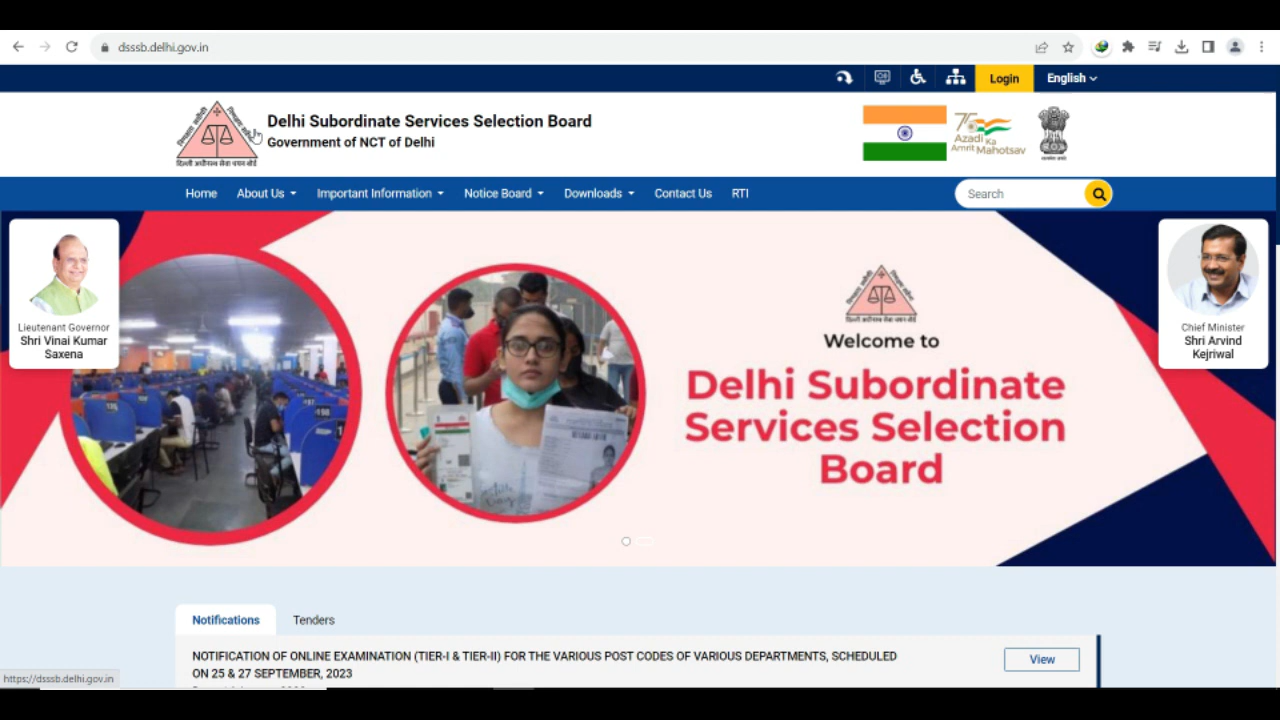 dsssb.delhi.gov.in
Login
English
Delhi Subordinate Services Selection Board
Government of NCT of Delhi
दिल्ली अधीनस्थ सेवा चयन बोर्ड
Azadi Ka
Amrit Mahotsav
Home
About Us
Important Information
Notice Board
Downloads
Contact Us
RTI
Search
Lieutenant Governor
Shri Vinai Kumar
Saxena
Chief Minister
Shri Arvind
Kejriwal
Welcome to
Delhi Subordinate
Services Selection
Board
Notifications
Tenders
NOTIFICATION OF ONLINE EXAMINATION (TIER-I & TIER-II) FOR THE VARIOUS POST CODES OF VARIOUS DEPARTMENTS, SCHEDULED
ON 25 & 27 SEPTEMBER, 2023
View
https://dsssb.delhi.gov.in